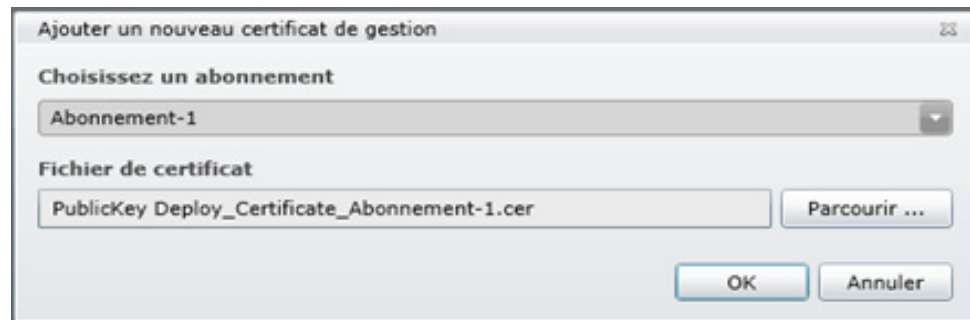 Ajouter un nouveau certificat de gestion
Choisissez un abonnement
Abonnement-1
Fichier de certificat
PublicKey Deploy_Certificate_Abonnement-1.cer
Parcourir ...
OK
Annuler